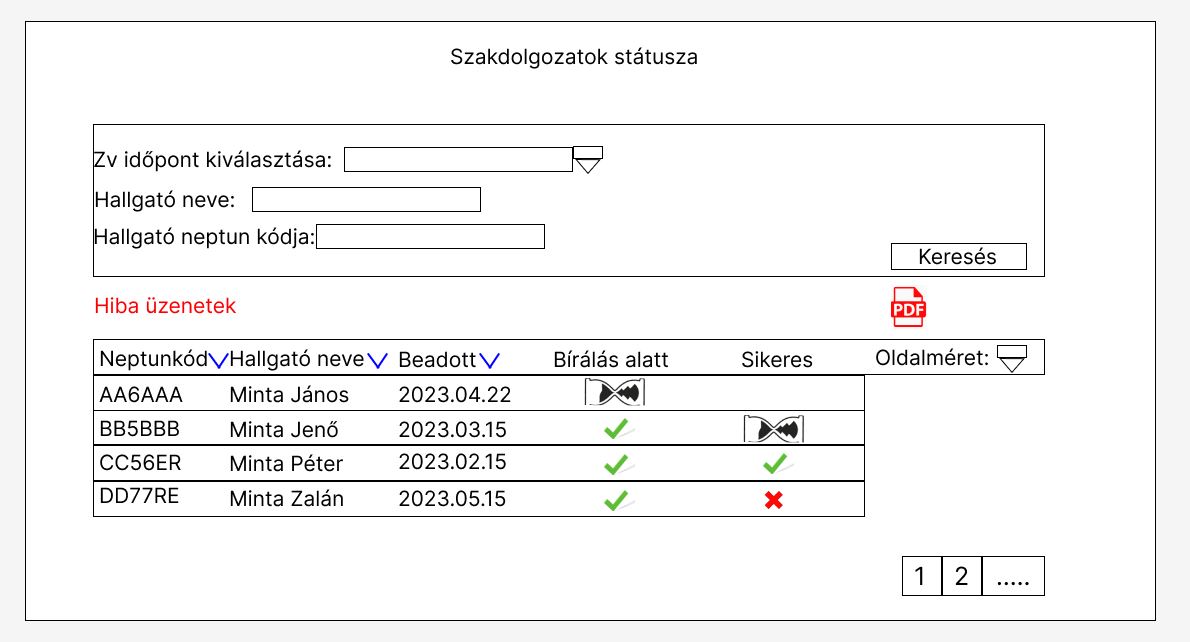 Szakdolgozatok státusza
Zv időpont kiválasztása:
Hallgató neve:
Hallgató neptun kódja:
Keresés
Hiba üzenetek
PDF
Neptunkód Hallgató neve Beadott Bírálás alatt Sikeres Oldalméret:
AA6AAA Minta János 2023.04.22
BB5BBB Minta Jenő 2023.03.15
CC56ER Minta Péter 2023.02.15
DD77RE Minta Zalán 2023.05.15
1 2 .....